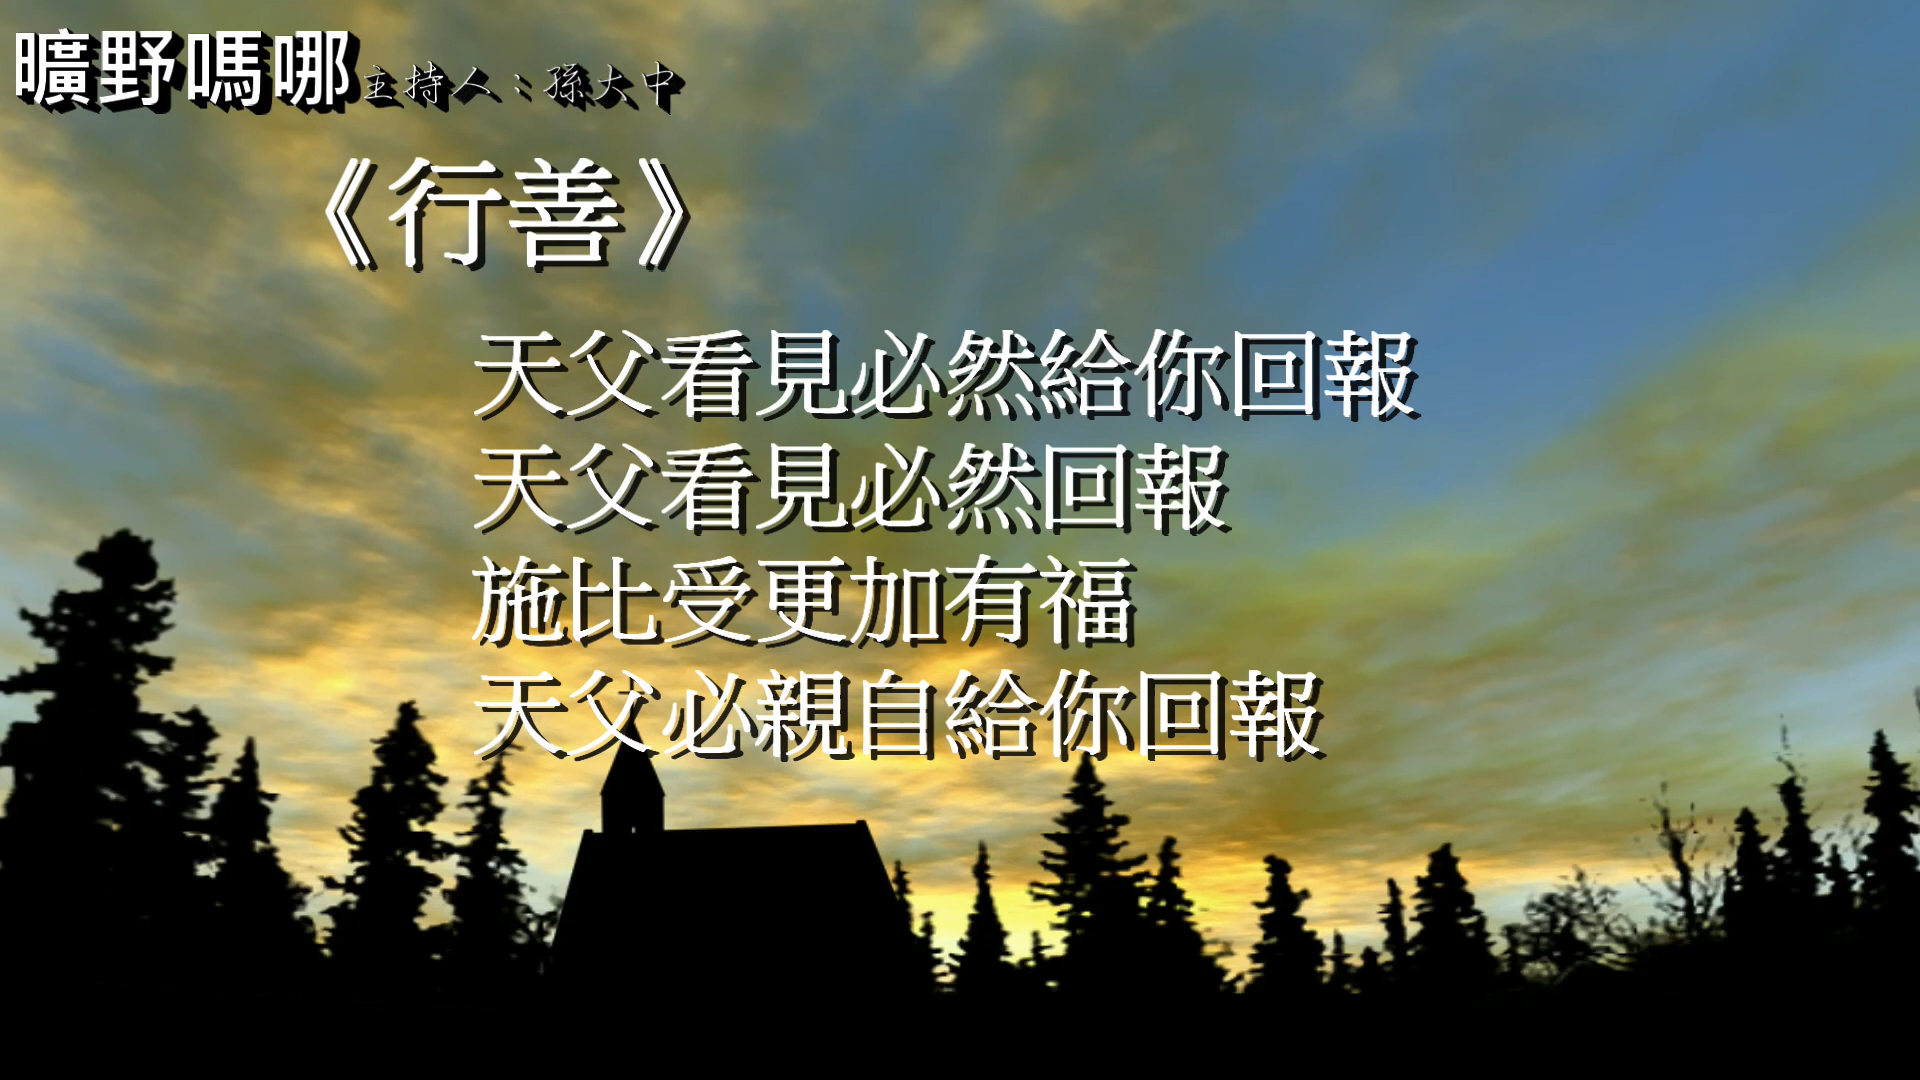 曠野嗎哪 主持人：孫大中
《行善》
天父看見必然給你回報
天父看見必然回報
施比受更加有福
天父必親自給你回報